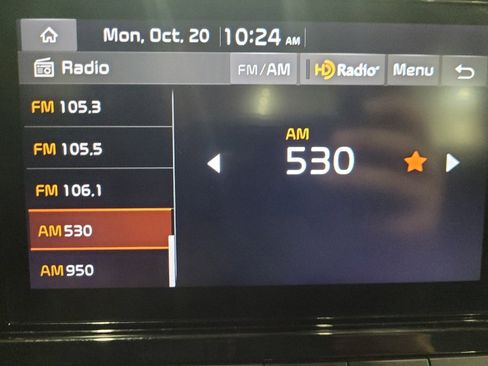 Mon, Oct. 20 10:24 AM
Radio FM/AM HD Radio Menu
FM 105.3
FM 105.5
FM 106.1
AM 530
AM 950
AM
530